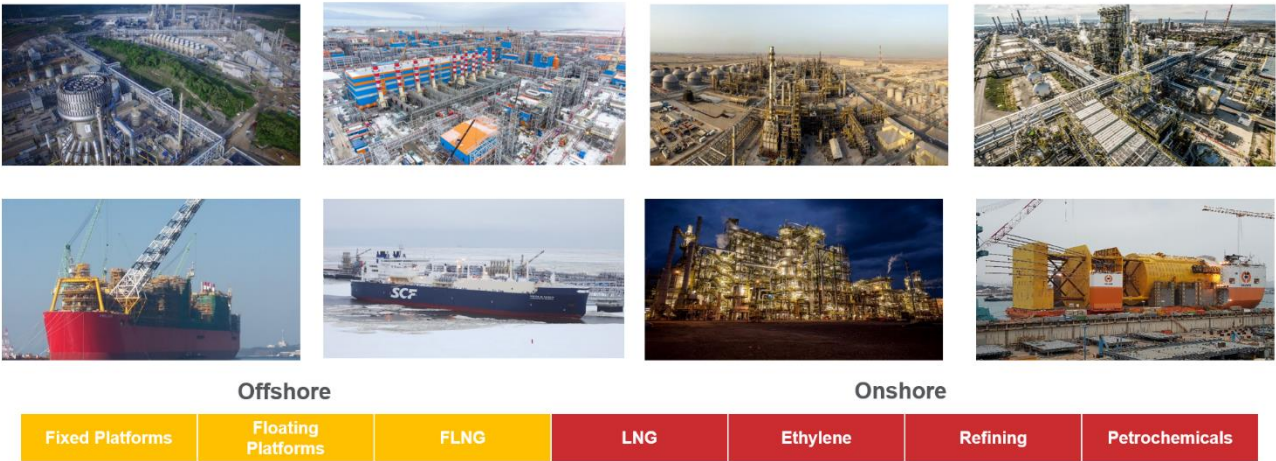 SCF
Offshore
Onshore
Fixed Platforms
Floating
Platforms
FLNG
LNG
Ethylene
Refining
Petrochemicals